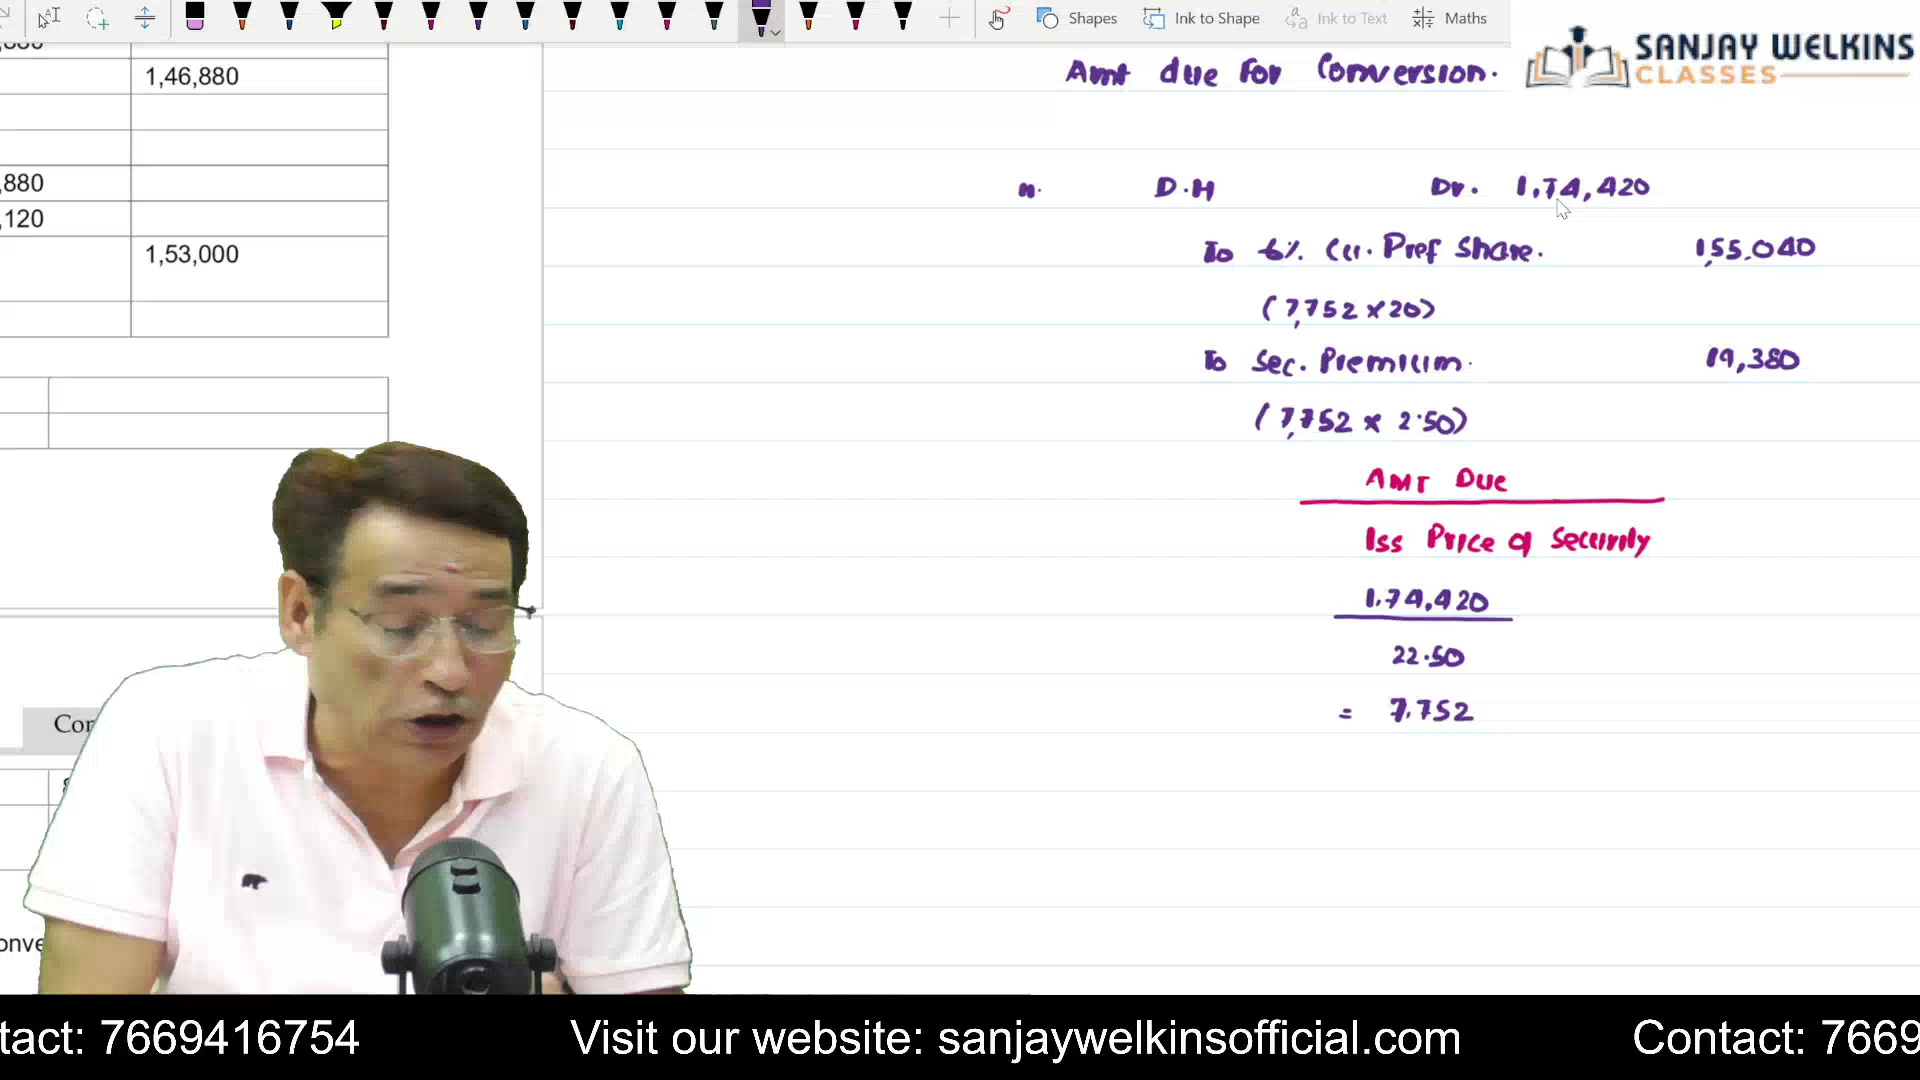 Shapes
Ink to Shape
Ink to Text
Maths
SANJAY WELKINS
CLASSES
1,46,880
,880
,120
1,53,000
Cor
onve
Amt due For Conversion.
n. D.H Dr. 1,74,420
To 6% Cu. Pref Share. 1,55,040
(7,752 × 20)
To Sec. Premium. 19,380
(7,752 × 2.50)
AMT DUE
Iss Price of Security
1,74,420
22.50
= 7,752
tact: 7669416754 Visit our website: sanjaywelkinsofficial.com Contact: 7669